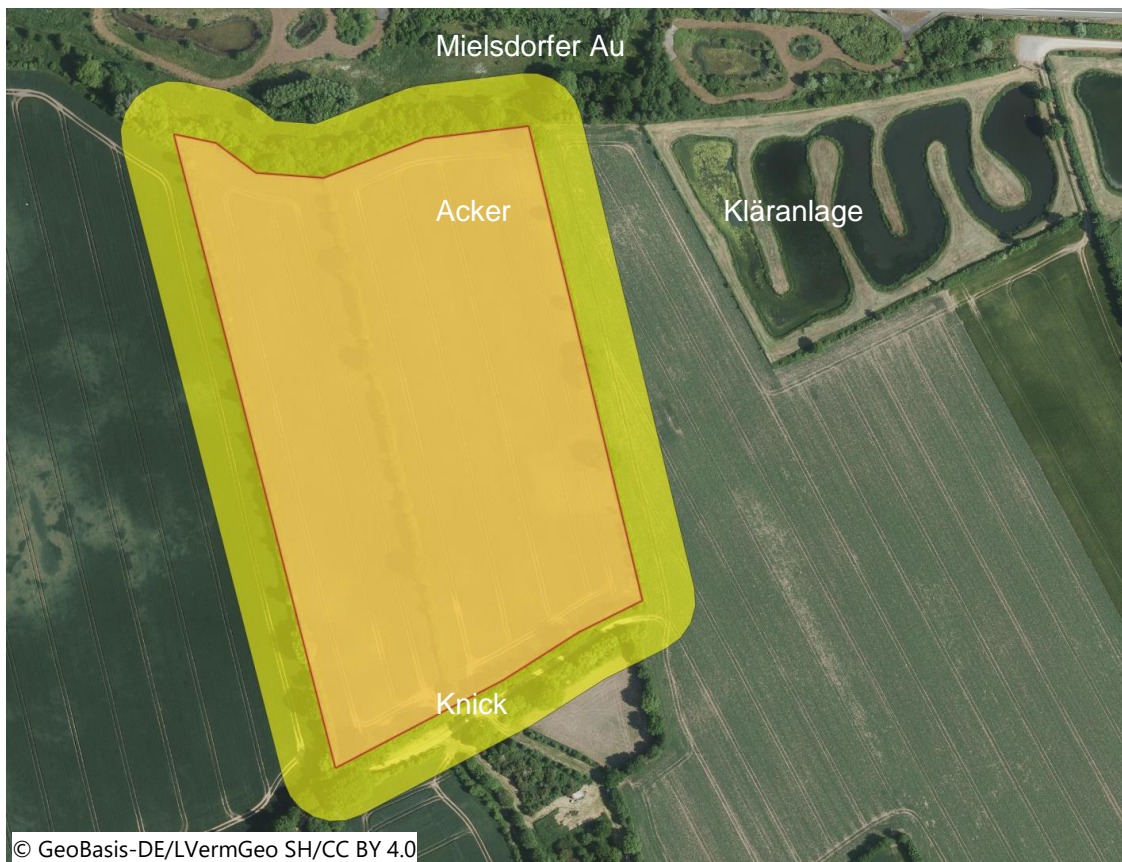 Mielsdorfer Au
Acker
Kläranlage
Knick
© GeoBasis-DE/LVermGeo SH/CC BY 4.0